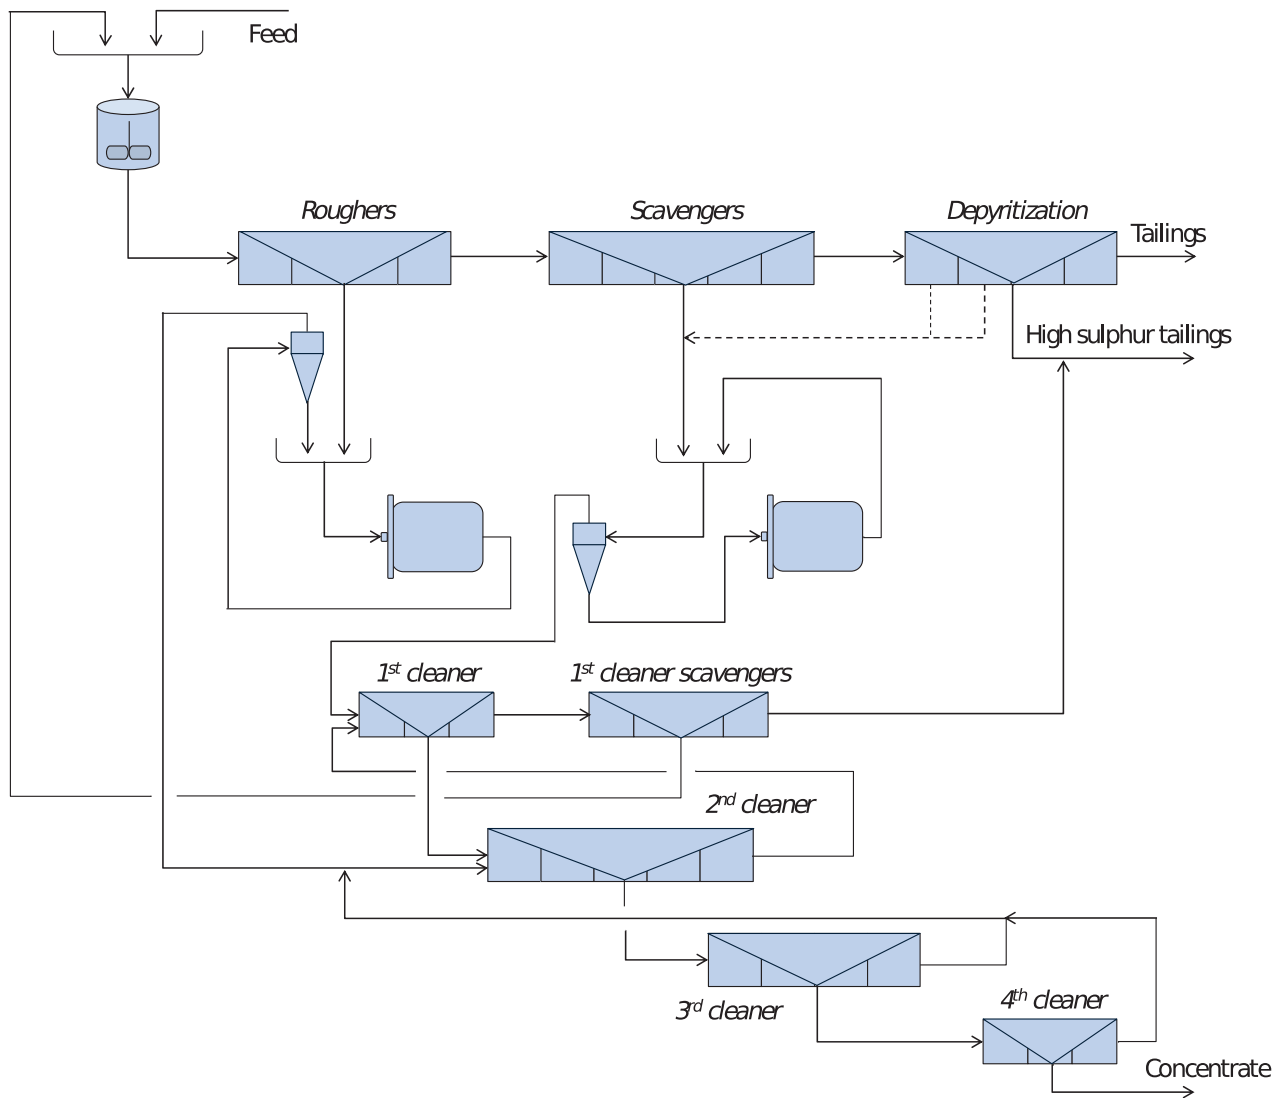 Feed
Roughers
Scavengers
Depyritization
Tailings
High sulphur tailings
1st cleaner
1st cleaner scavengers
2nd cleaner
3rd cleaner
4th cleaner
Concentrate